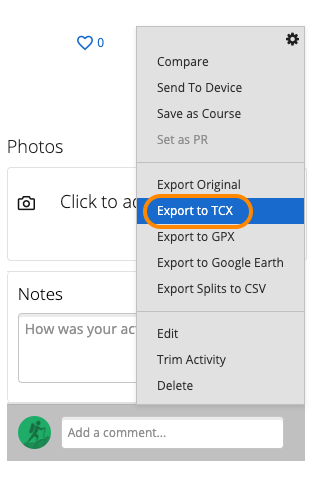 0
Compare
Send To Device
Save as Course
Set as PR
Photos
Export Original
Click to
Export to TCX
Export to GPX
Export to Google Earth
Notes
Export Splits to CSV
How was your
Edit
Trim Activity
Delete
Add a comment...